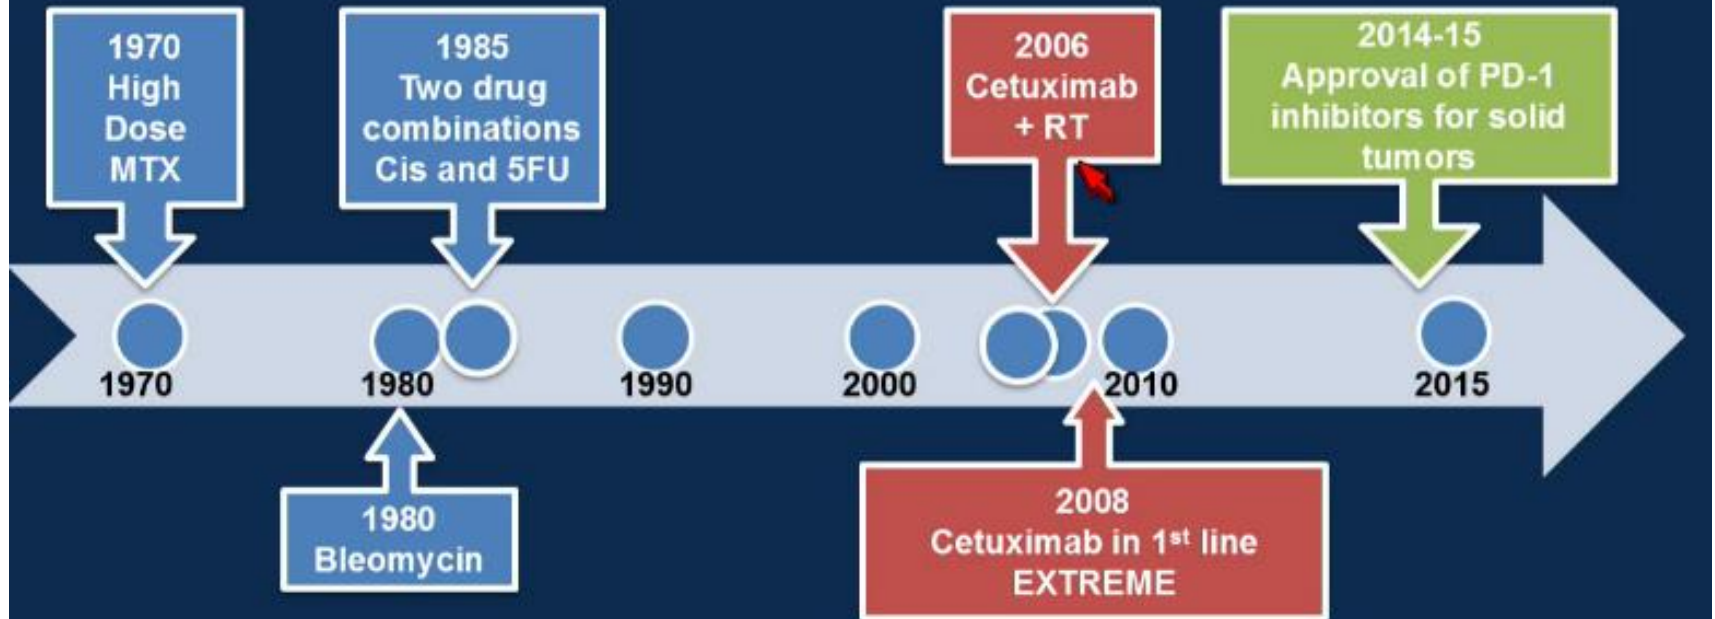 1970
High
Dose
MTX
1985
Two drug
combinations
Cis and 5FU
2006
Cetuximab
+ RT
2014-15
Approval of PD-1
inhibitors for solid
tumors
1970
1980
1990
2000
2010
2015
1980
Bleomycin
2008
Cetuximab in 1st line
EXTREME